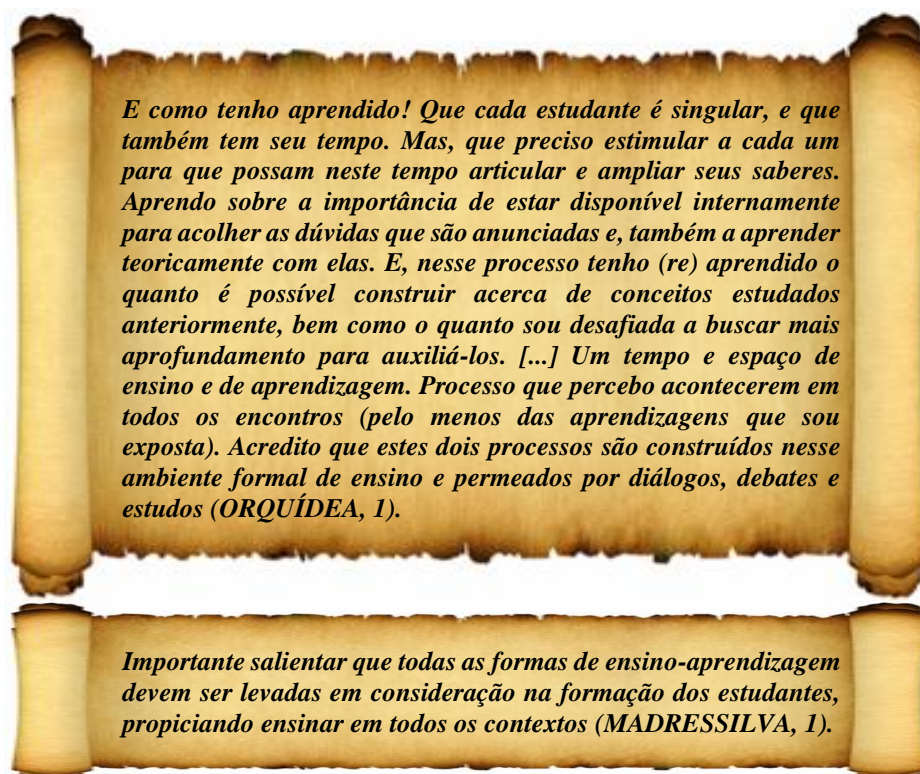 E como tenho aprendido! Que cada estudante é singular, e que
também tem seu tempo. Mas, que preciso estimular a cada um
para que possam neste tempo articular e ampliar seus saberes.
Aprendo sobre a importância de estar disponível internamente
para acolher as dúvidas que são anunciadas e, também a aprender
teoricamente com elas. E, nesse processo tenho (re) aprendido o
quanto é possível construir acerca de conceitos estudados
anteriormente, bem como o quanto sou desafiada a buscar mais
aprofundamento para auxiliá-los. [...] Um tempo e espaço de
ensino e de aprendizagem. Processo que percebo acontecerem em
todos os encontros (pelo menos das aprendizagens que sou
exposta). Acredito que estes dois processos são construídos nesse
ambiente formal de ensino e permeados por diálogos, debates e
estudos (ORQUÍDEA, 1).
Importante salientar que todas as formas de ensino-aprendizagem
devem ser levadas em consideração na formação dos estudantes,
propiciando ensinar em todos os contextos (MADRESSILVA, 1).